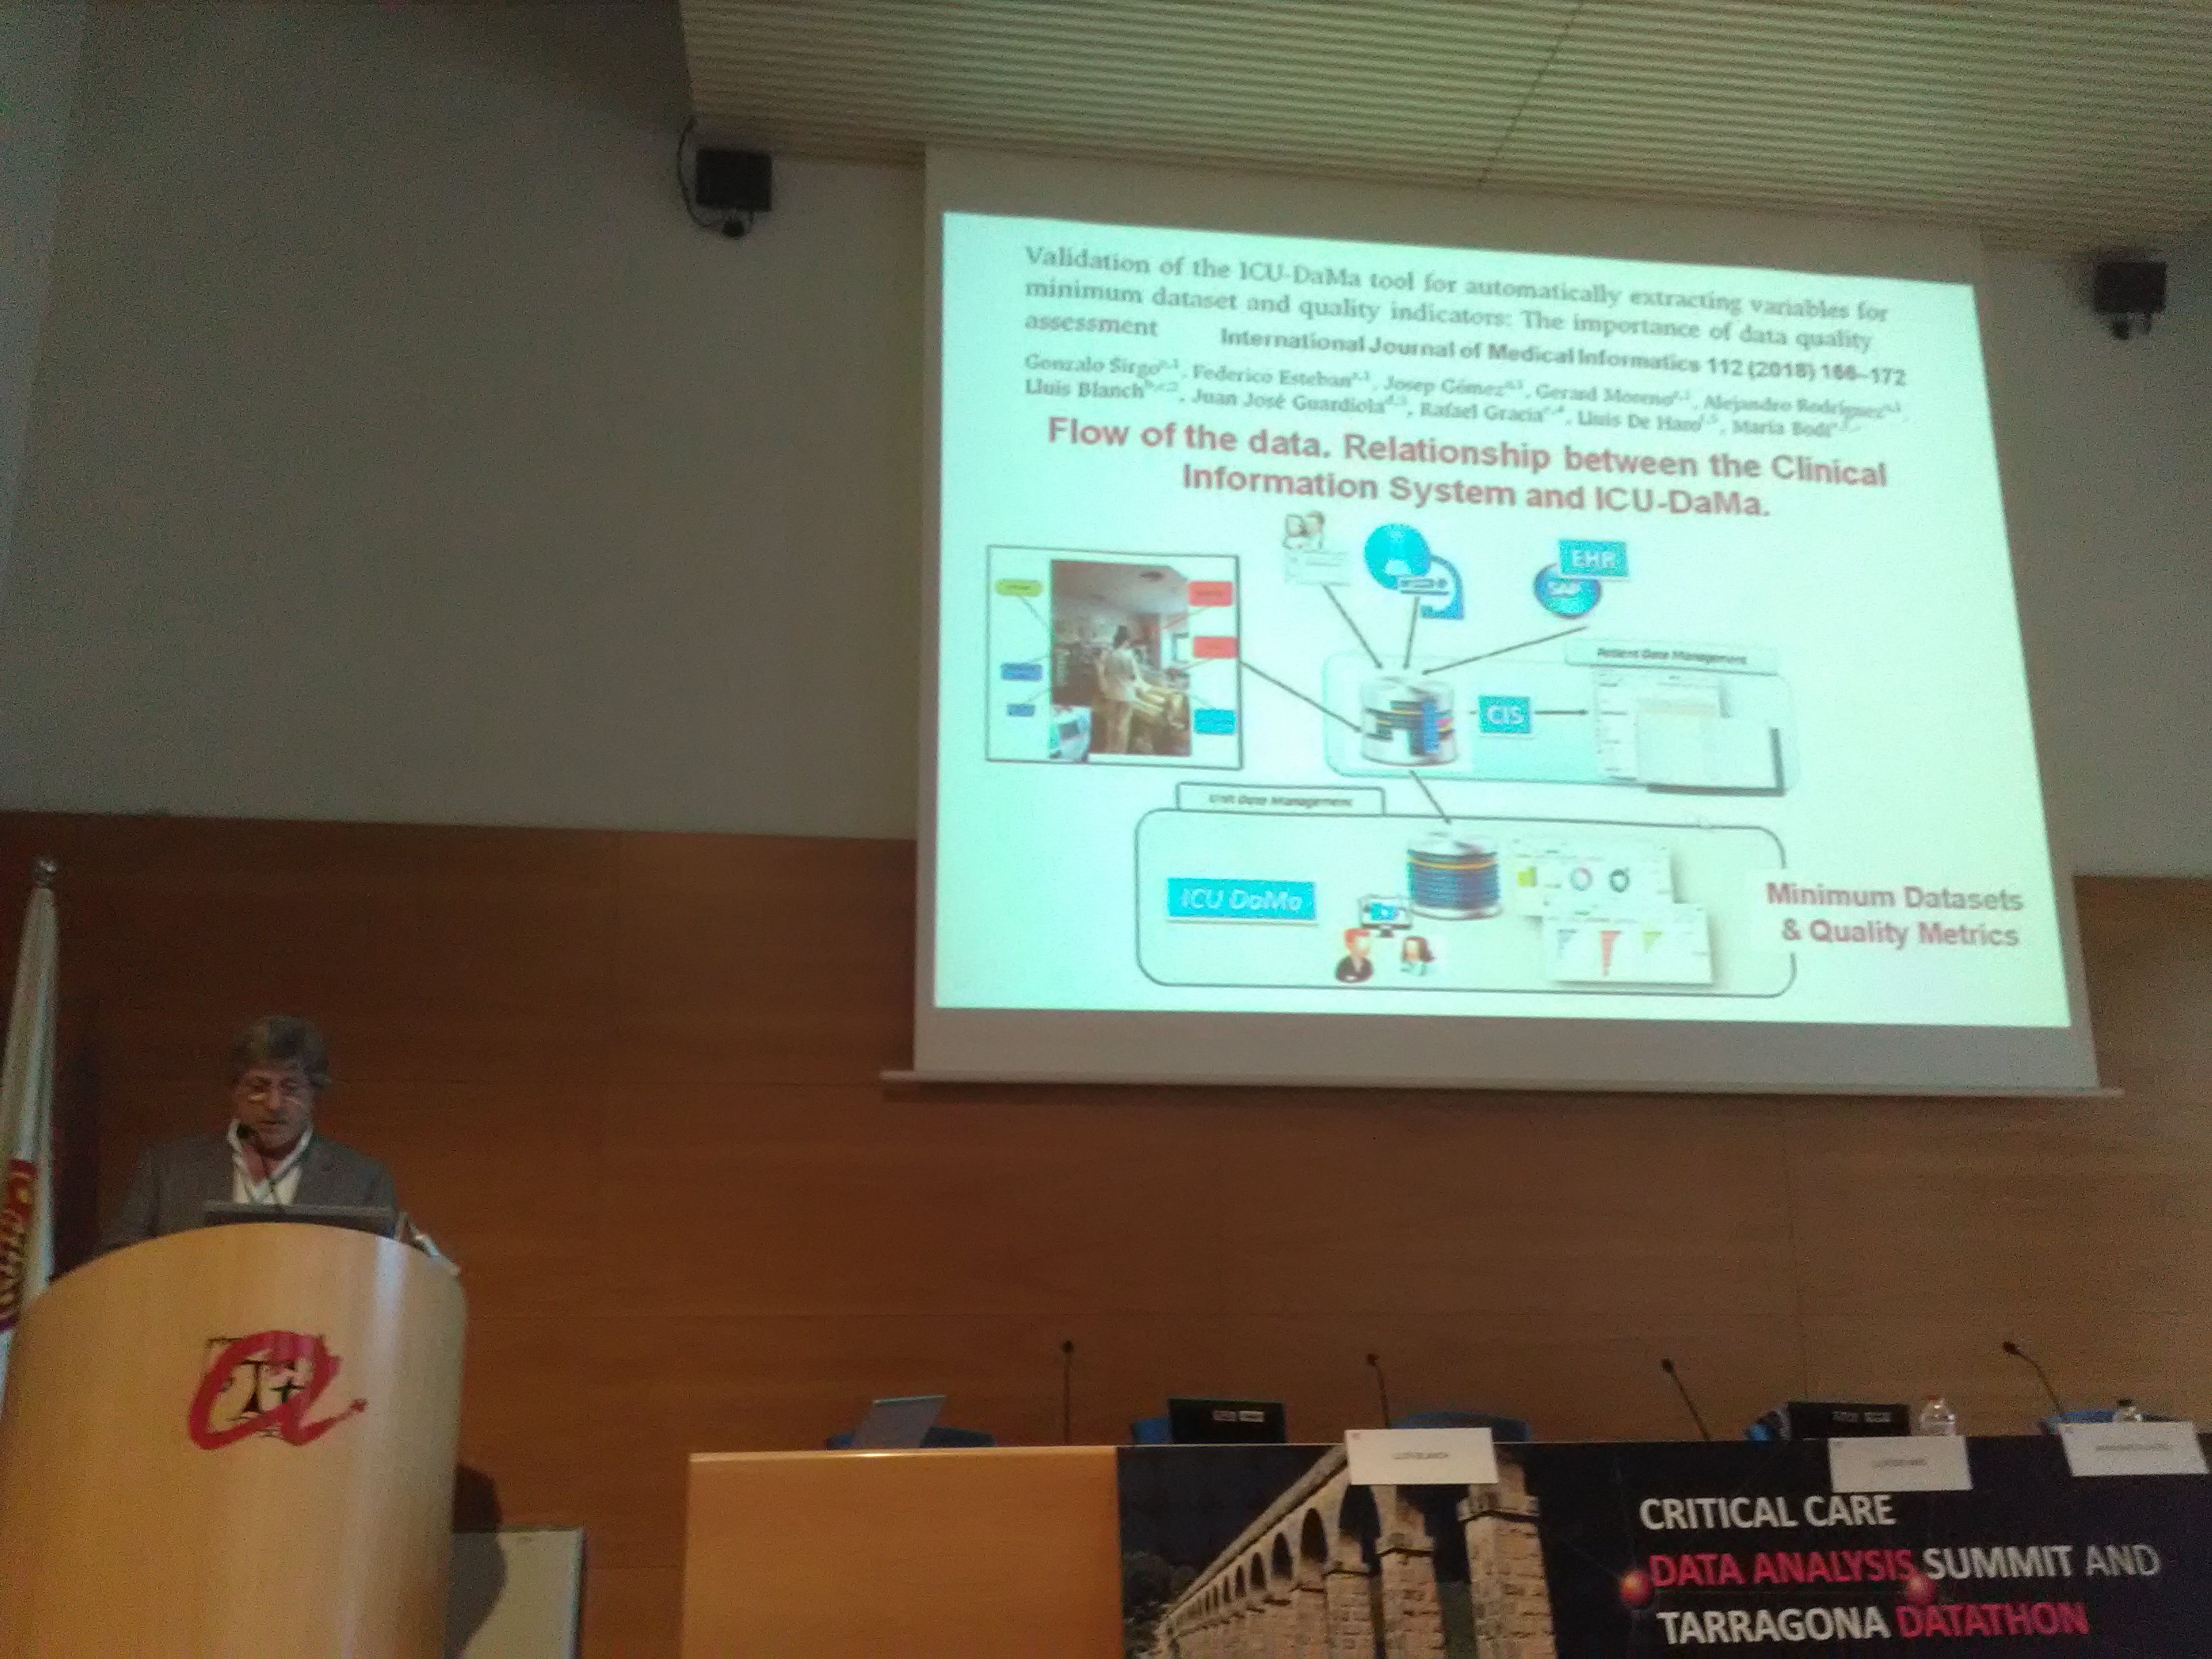 Validation of the ICU-DaMa tool for automatically extracting variables for
minimum dataset and quality indicators: The importance of data quality
assessment International Journal of Medical Informatics 112 (2018) 166–172
Gonzalo Sirgo, Federico Esteban, Josep Gómez, Gerard Moreno, Alejandro Rodríguez,
Lluis Blanch, Juan José Guardiola, Rafael Gracia, Lluis De Haro, María Bodí
Flow of the data. Relationship between the Clinical
Information System and ICU-DaMa.
EHR
SAP
Patient Data Management
CIS
Unit Data Management
ICU DaMa
Minimum Datasets
& Quality Metrics
LLUIS BLANCH
CRITICAL CARE
DATA ANALYSIS SUMMIT AND
TARRAGONA DATATHON